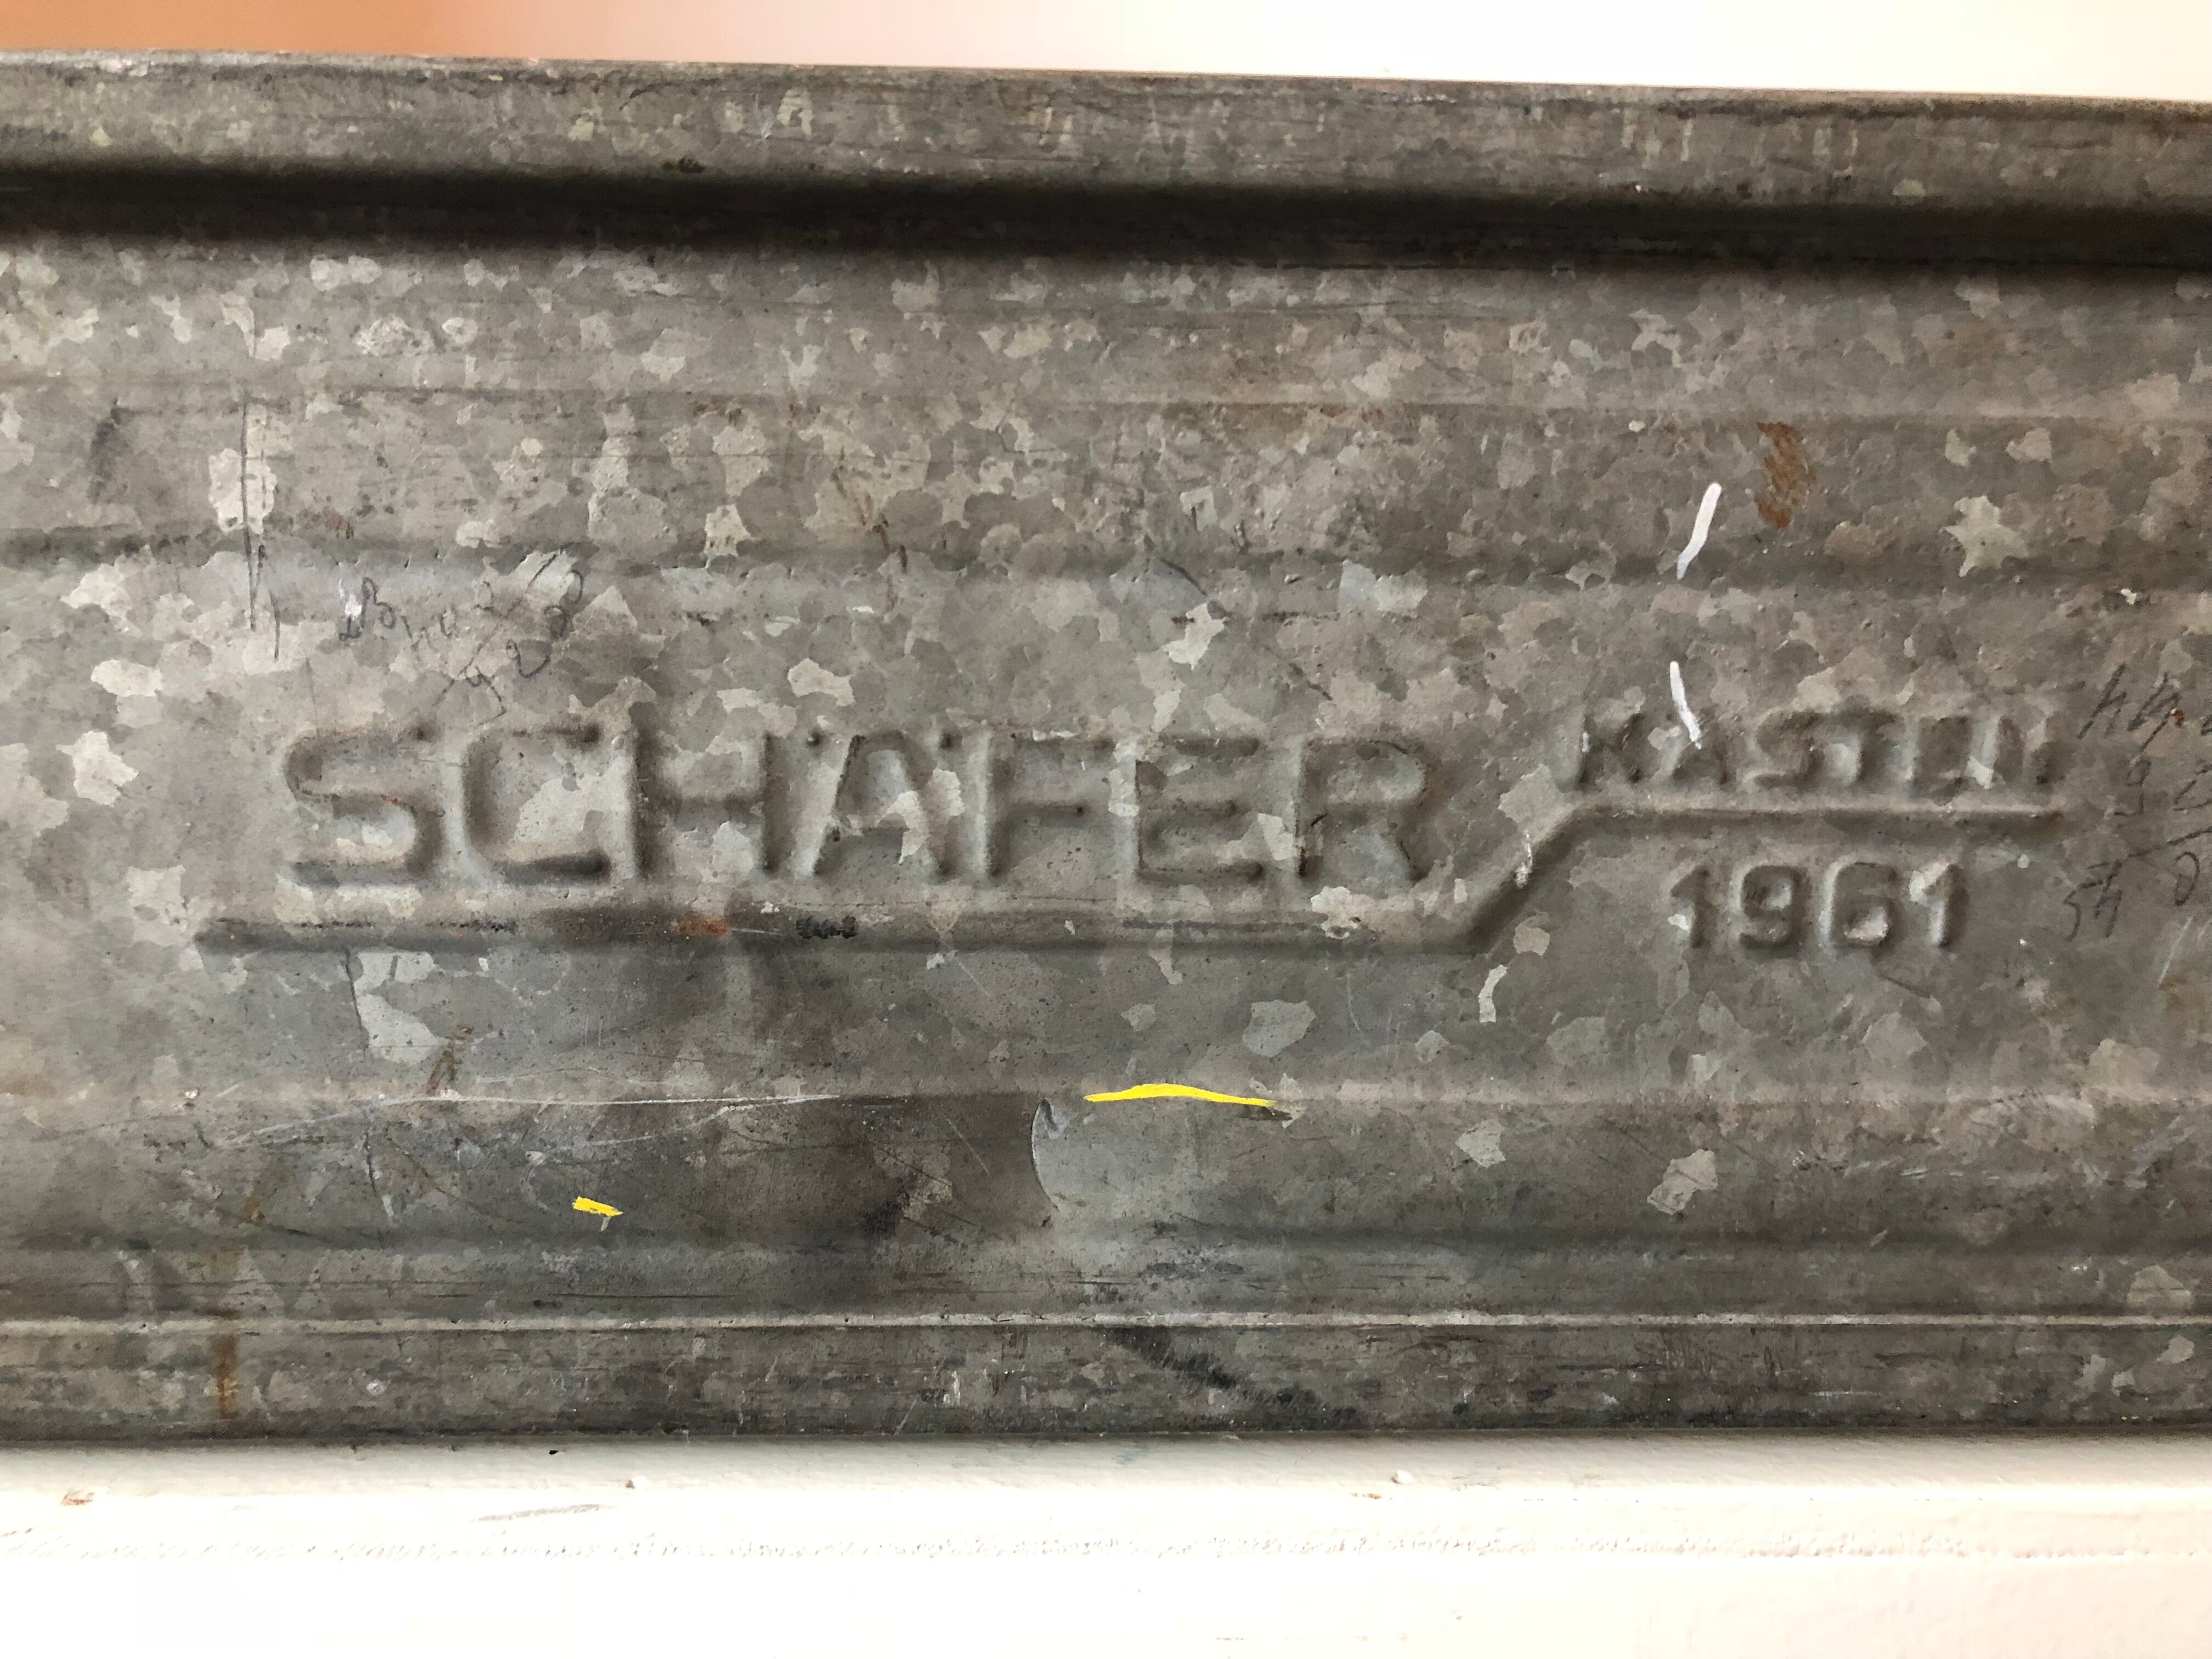 SCHÄFER KASTEN
1961